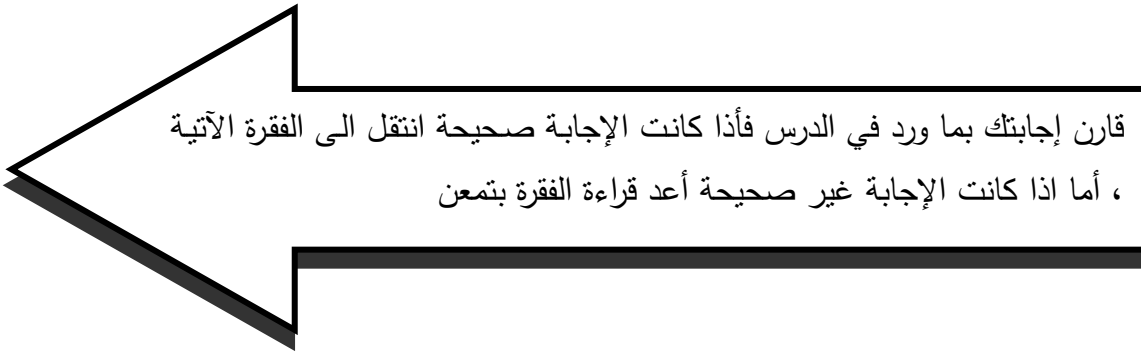 قارن إجابتك بما ورد في الدرس فأذا كانت الإجابة صحيحة انتقل الى الفقرة الآتية
، أما اذا كانت الإجابة غير صحيحة أعد قراءة الفقرة بتمعن